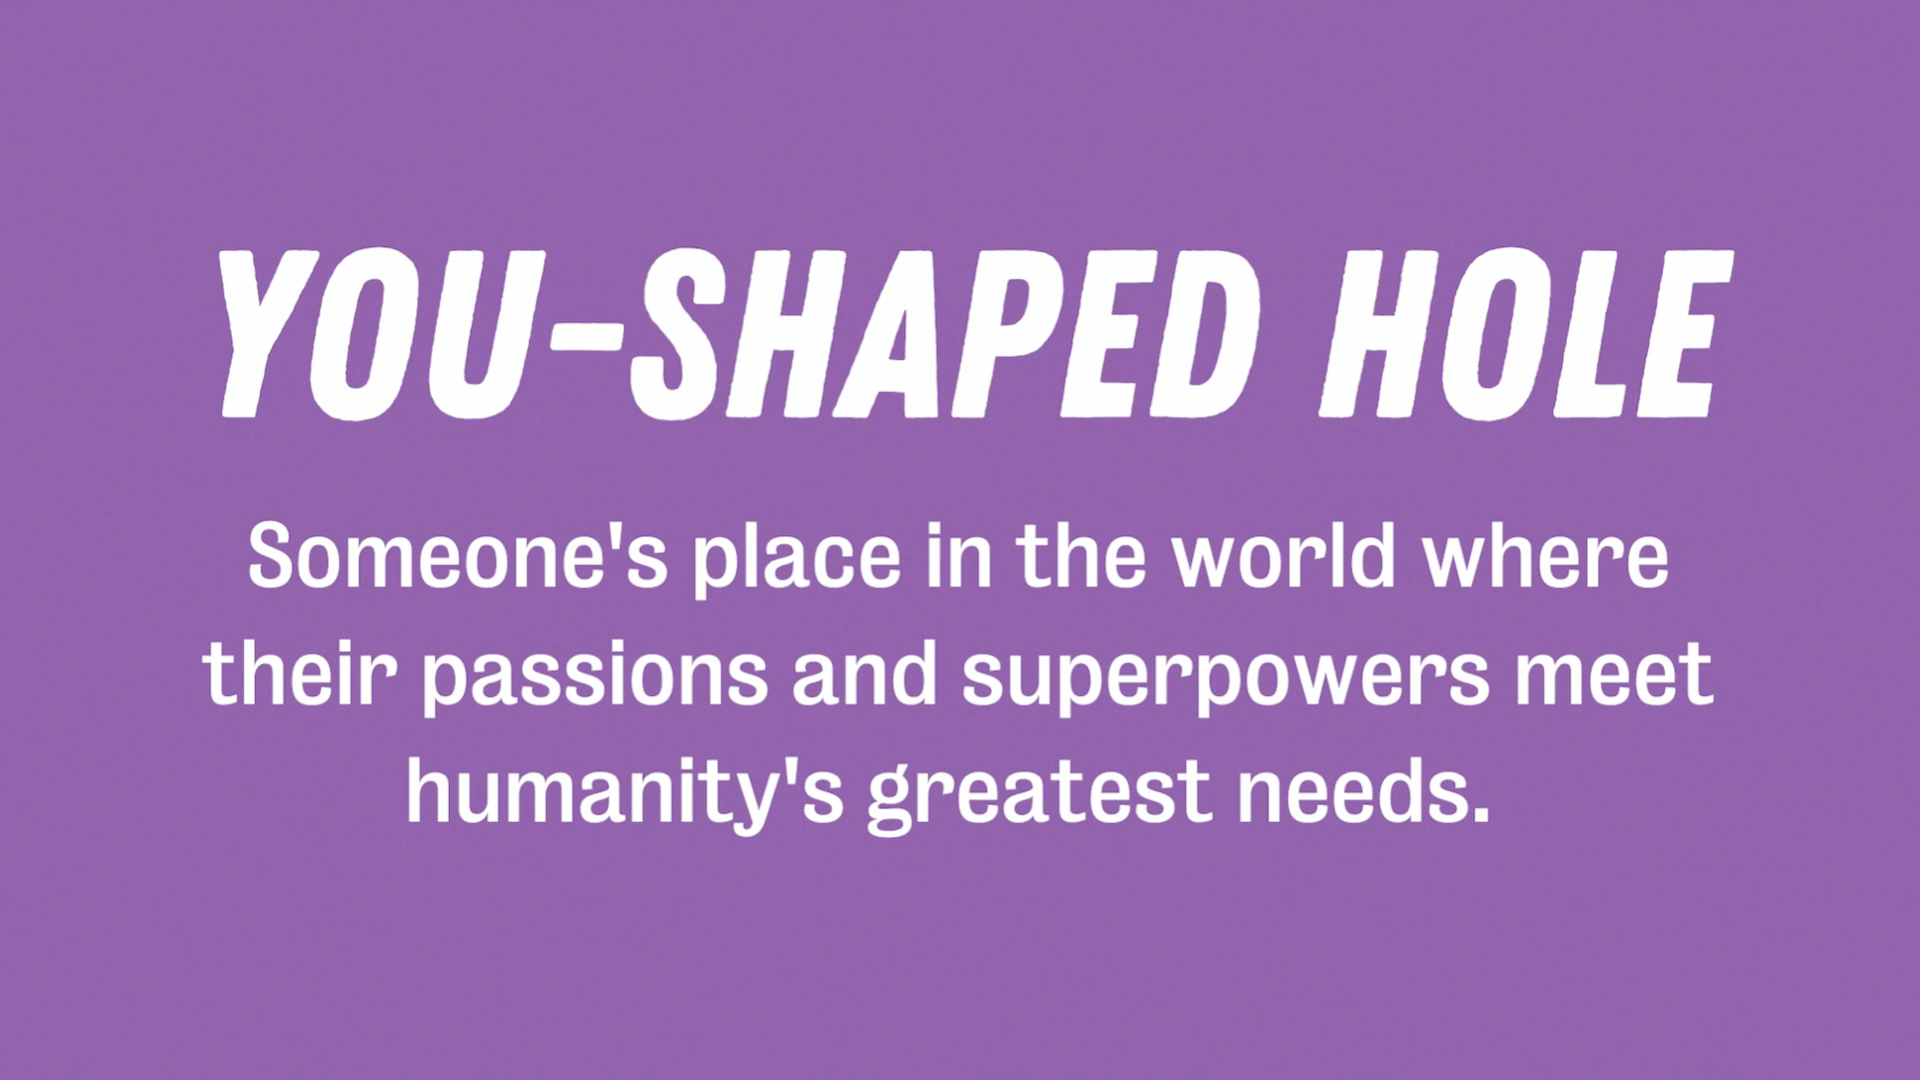 YOU-SHAPED HOLE
Someone's place in the world where
their passions and superpowers meet
humanity's greatest needs.